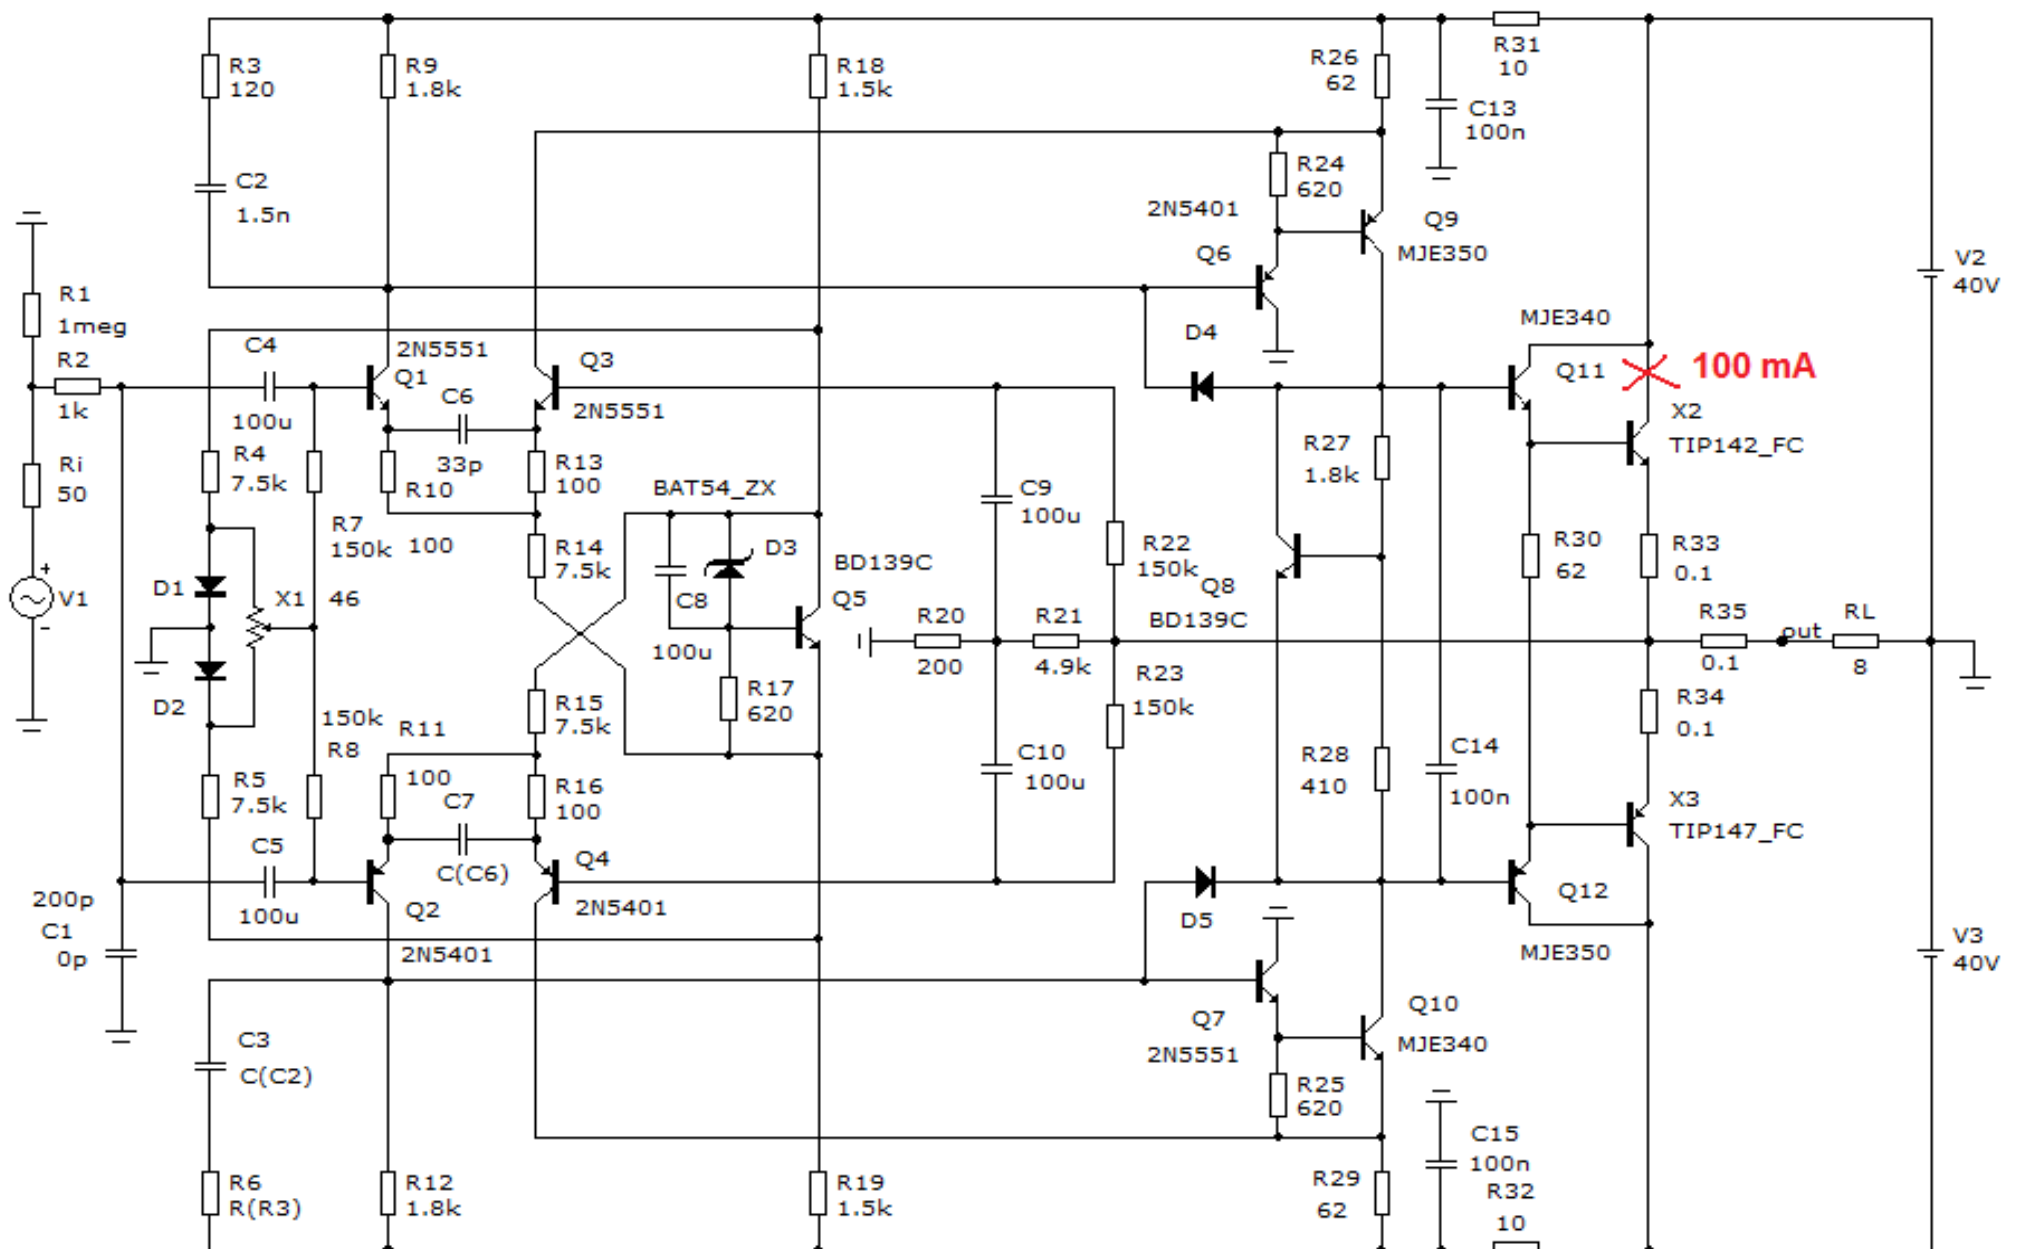 R3
120
R9
1.8k
R18
1.5k
R26
62
R31
10
C13
100n
C2
1.5n
R24
620
2N5401
Q6
Q9
MJE350
V2
40V
R1
1meg
R2
1k
C4
100u
2N5551
Q1
Q3
2N5551
C6
33p
D4
MJE340
Q11
100 mA
X2
TIP142_FC
Ri
50
R4
7.5k
R10
100
R13
100
BAT54_ZX
R7
150k
R14
7.5k
D3
C8
100u
BD139C
Q5
C9
100u
R22
150k
R27
1.8k
Q8
BD139C
R30
62
R33
0.1
+
V1
-
D1
X1
46
D2
R20
200
R21
4.9k
R35
0.1
out
RL
8
R17
620
R15
7.5k
R23
150k
R34
0.1
150k
R8
R11
100
C7
C(C6)
R16
100
C10
100u
R28
410
C14
100n
X3
TIP147_FC
R5
7.5k
C5
100u
Q4
2N5401
Q2
2N5401
200p
C1
0p
D5
Q12
MJE350
V3
40V
Q7
2N5551
Q10
MJE340
C3
C(C2)
R25
620
C15
100n
R6
R(R3)
R12
1.8k
R19
1.5k
R29
62
R32
10